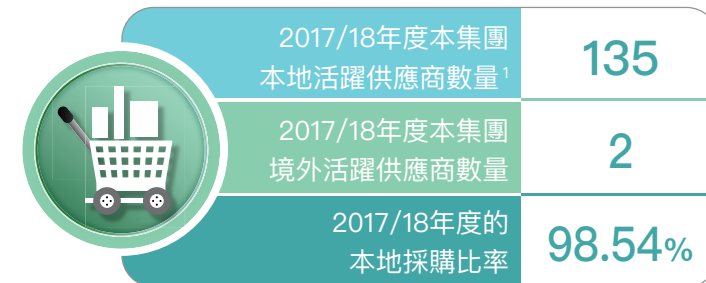 2017/18年度本集團
本地活躍供應商數量1
135
2017/18年度本集團
境外活躍供應商數量
2
2017/18年度的
本地採購比率
98.54%